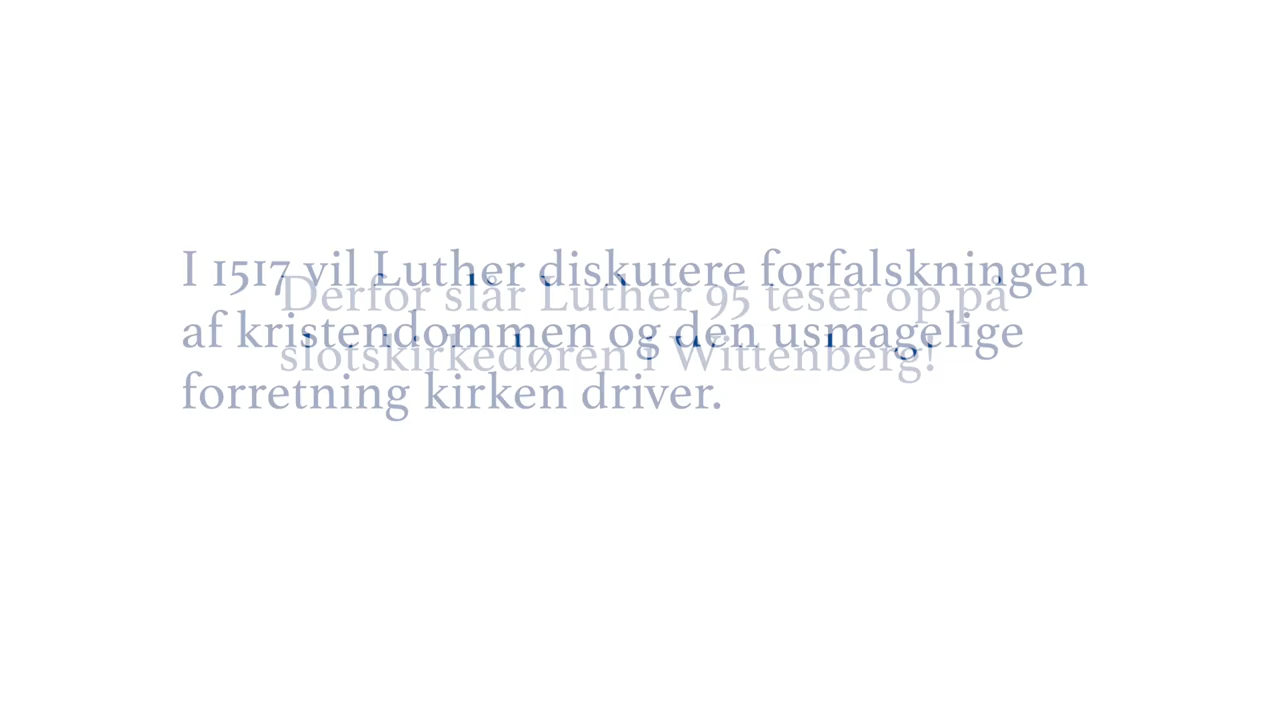 I 1517 vil Luther diskutere forfalskningen
af kristendommen og den usmagelige
forretning kirken driver.
Derfor slår Luther 95 teser op på
slotskirkedøren i Wittenberg!